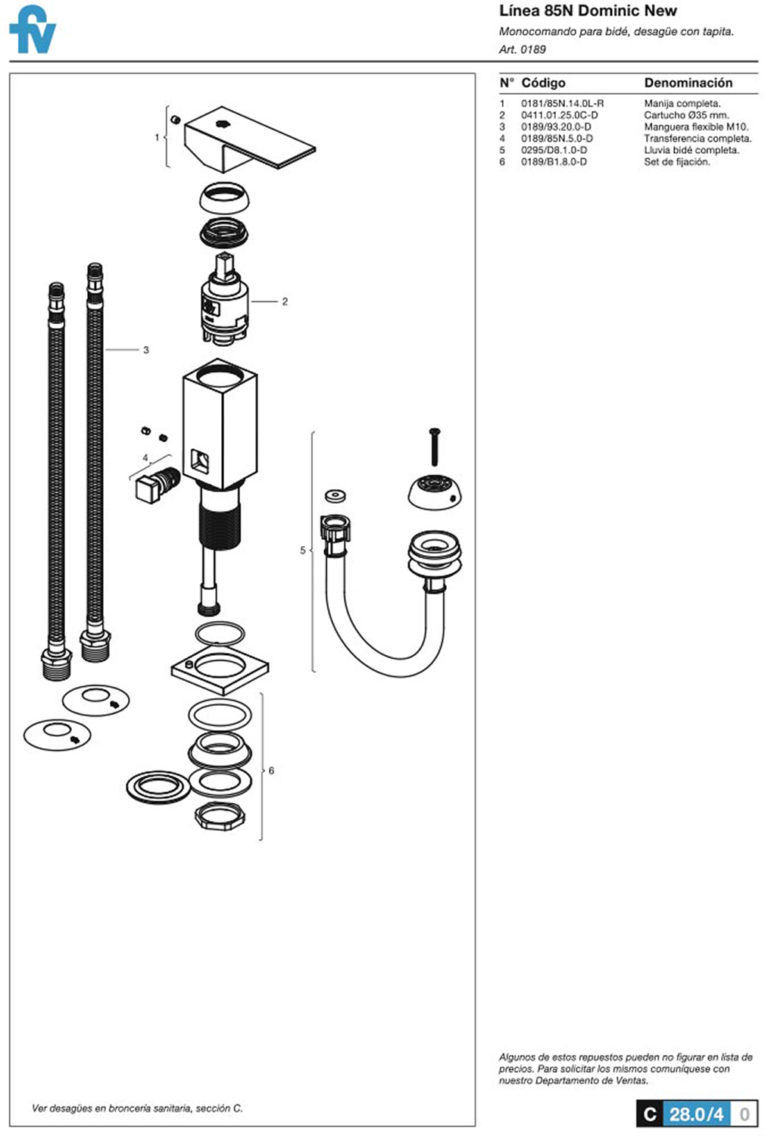 fv
Línea 85N Dominic New
Monocomando para bidé, desagüe con tapita.
Art. 0189
N° Código Denominación
1 0181/85N.14.0L-R Manija completa.
2 0411.01.25.0C-D Cartucho Ø35 mm.
3 0189/93.20.0-D Manguera flexible M10.
4 0189/85N.5.0-D Transferencia completa.
5 0295/D8.1.0-D Lluvia bidé completa.
6 0189/B1.8.0-D Set de fijación.
1
2
3
4
5
6
Algunos de estos repuestos pueden no figurar en lista de
precios. Para solicitar los mismos comuníquese con
nuestro Departamento de Ventas.
Ver desagües en broncería sanitaria, sección C.
C 28.0/4 0